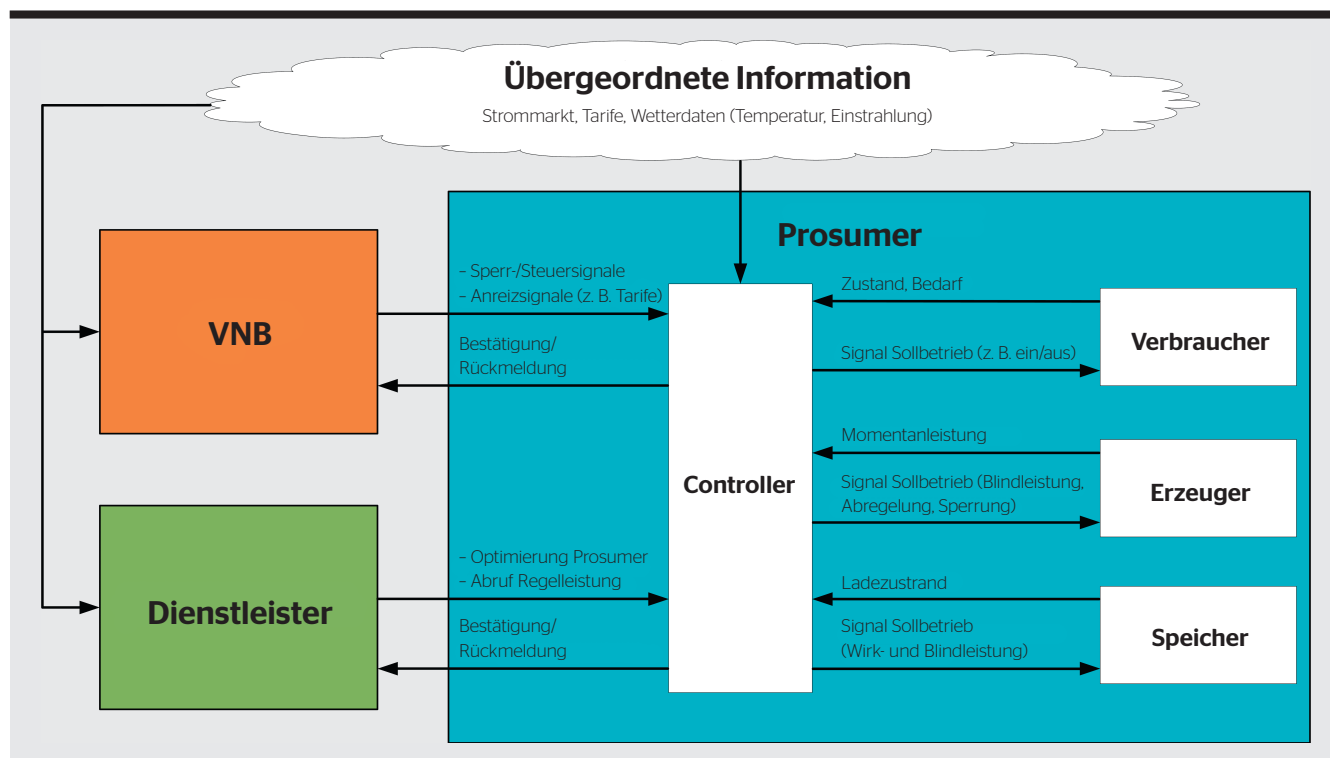 Übergeordnete Information
Strommarkt, Tarife, Wetterdaten (Temperatur, Einstrahlung)
Prosumer
VNB
– Sperr-/Steuersignale
– Anreizsignale (z. B. Tarife)
Bestätigung/
Rückmeldung
Dienstleister
– Optimierung Prosumer
– Abruf Regelleistung
Bestätigung/
Rückmeldung
Controller
Zustand, Bedarf
Signal Sollbetrieb (z. B. ein/aus)
Verbraucher
Momentanleistung
Signal Sollbetrieb (Blindleistung,
Abregelung, Sperrung)
Erzeuger
Ladezustrand
Signal Sollbetrieb
(Wirk- und Blindleistung)
Speicher